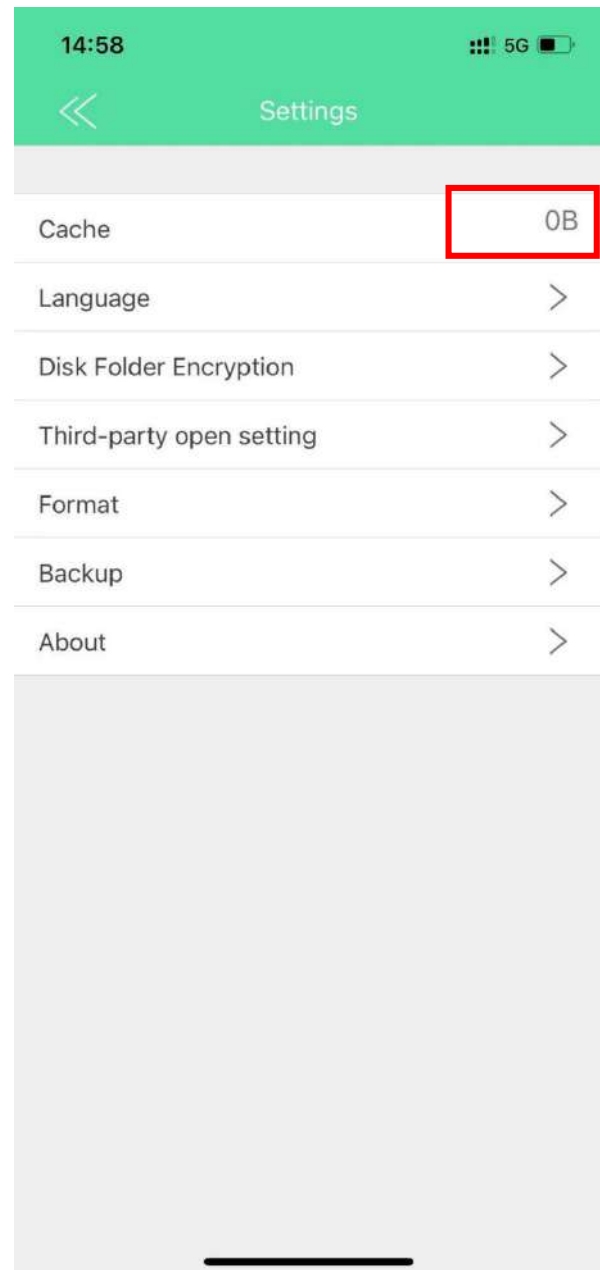 14:58 5G
Settings
Cache 0B
Language
Disk Folder Encryption
Third-party open setting
Format
Backup
About